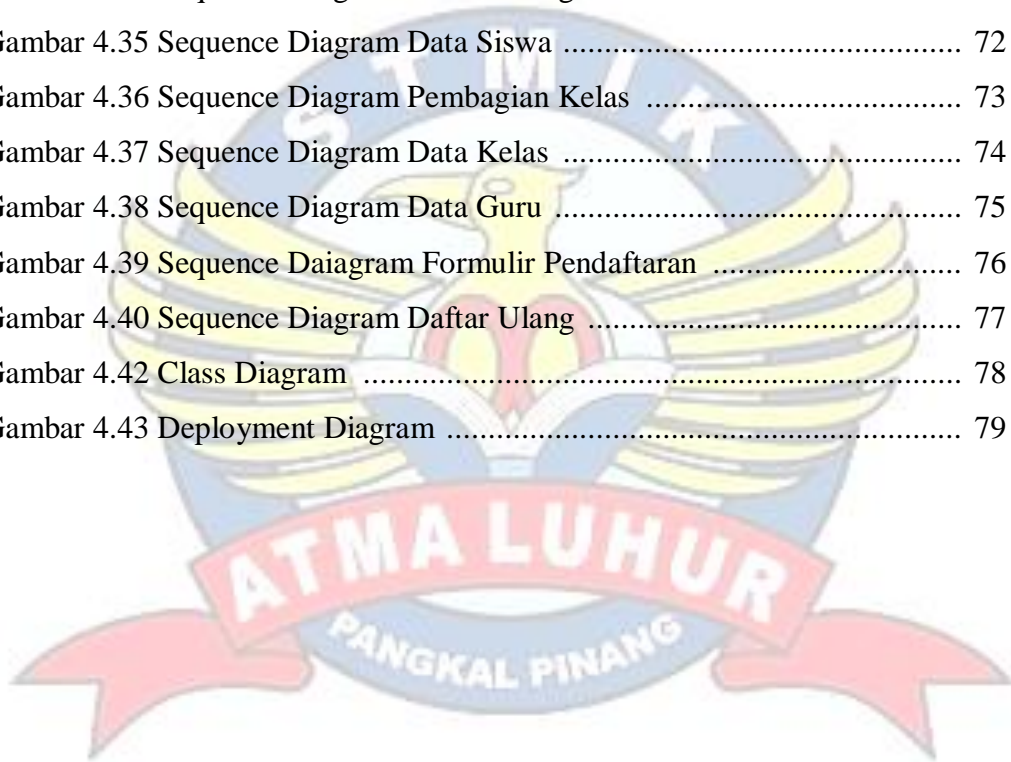 Gambar 4.35 Sequence Diagram Data Siswa ........................................................ 72
Gambar 4.36 Sequence Diagram Pembagian Kelas ............................................ 73
Gambar 4.37 Sequence Diagram Data Kelas ........................................................ 74
Gambar 4.38 Sequence Diagram Data Guru ......................................................... 75
Gambar 4.39 Sequence Daiagram Formulir Pendaftaran ................................... 76
Gambar 4.40 Sequence Diagram Daftar Ulang .................................................... 77
Gambar 4.42 Class Diagram .................................................................................... 78
Gambar 4.43 Deployment Diagram ........................................................................ 79
STMIK
ATMA LUHUR
PANGKAL PINANG